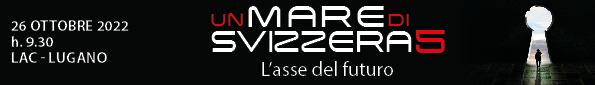 26 OTTOBRE 2022
h. 9.30
LAC - LUGANO
UN MARE DI
SVIZZERA5
L'asse del futuro